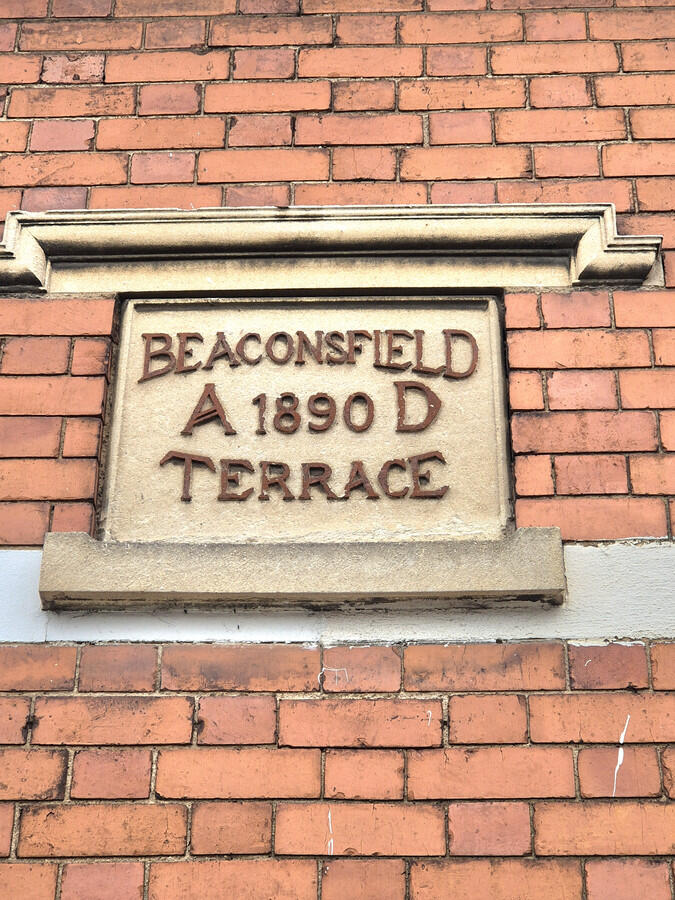 BEACONSFIELD
A 1890 D
TERRACE